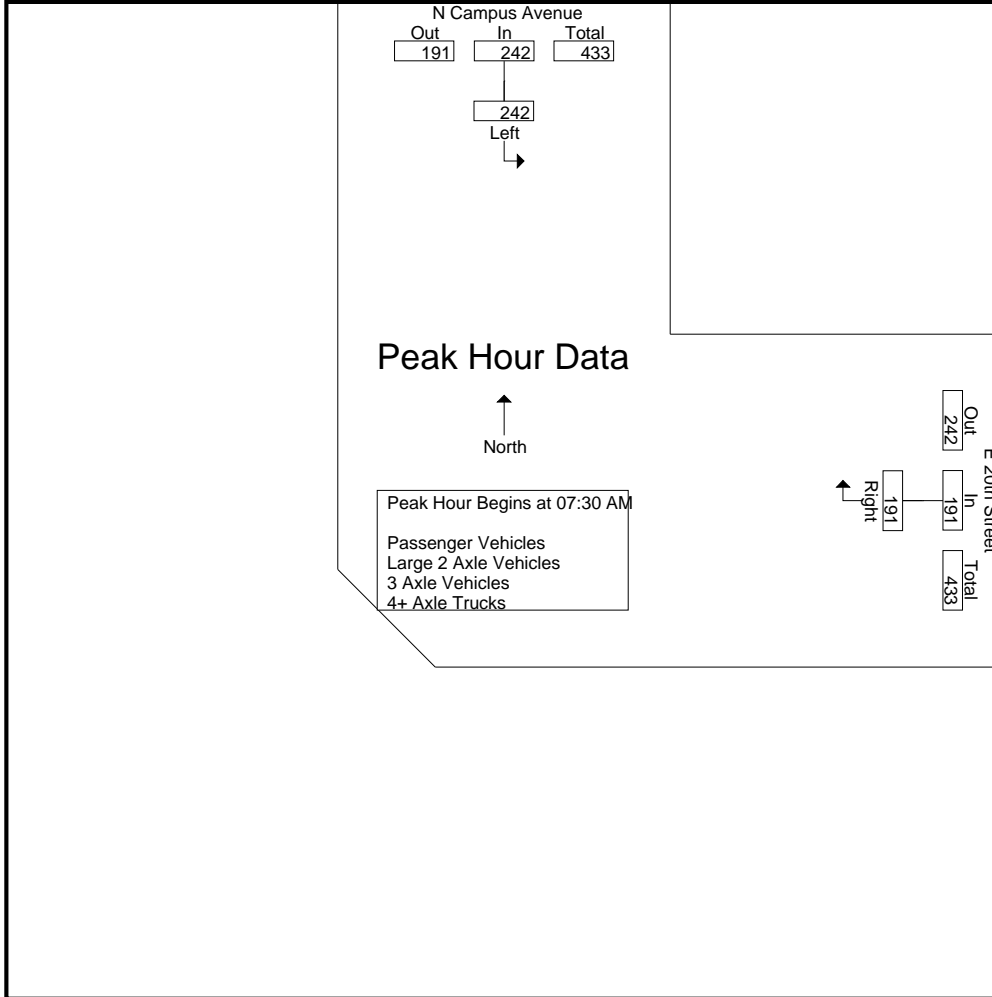 N Campus Avenue
Out In Total
191 242 433
242
Left
Peak Hour Data
North
Peak Hour Begins at 07:30 AM
Passenger Vehicles
Large 2 Axle Vehicles
3 Axle Vehicles
4+ Axle Trucks
Right
191
Out In Total
242 191 433
20th Street